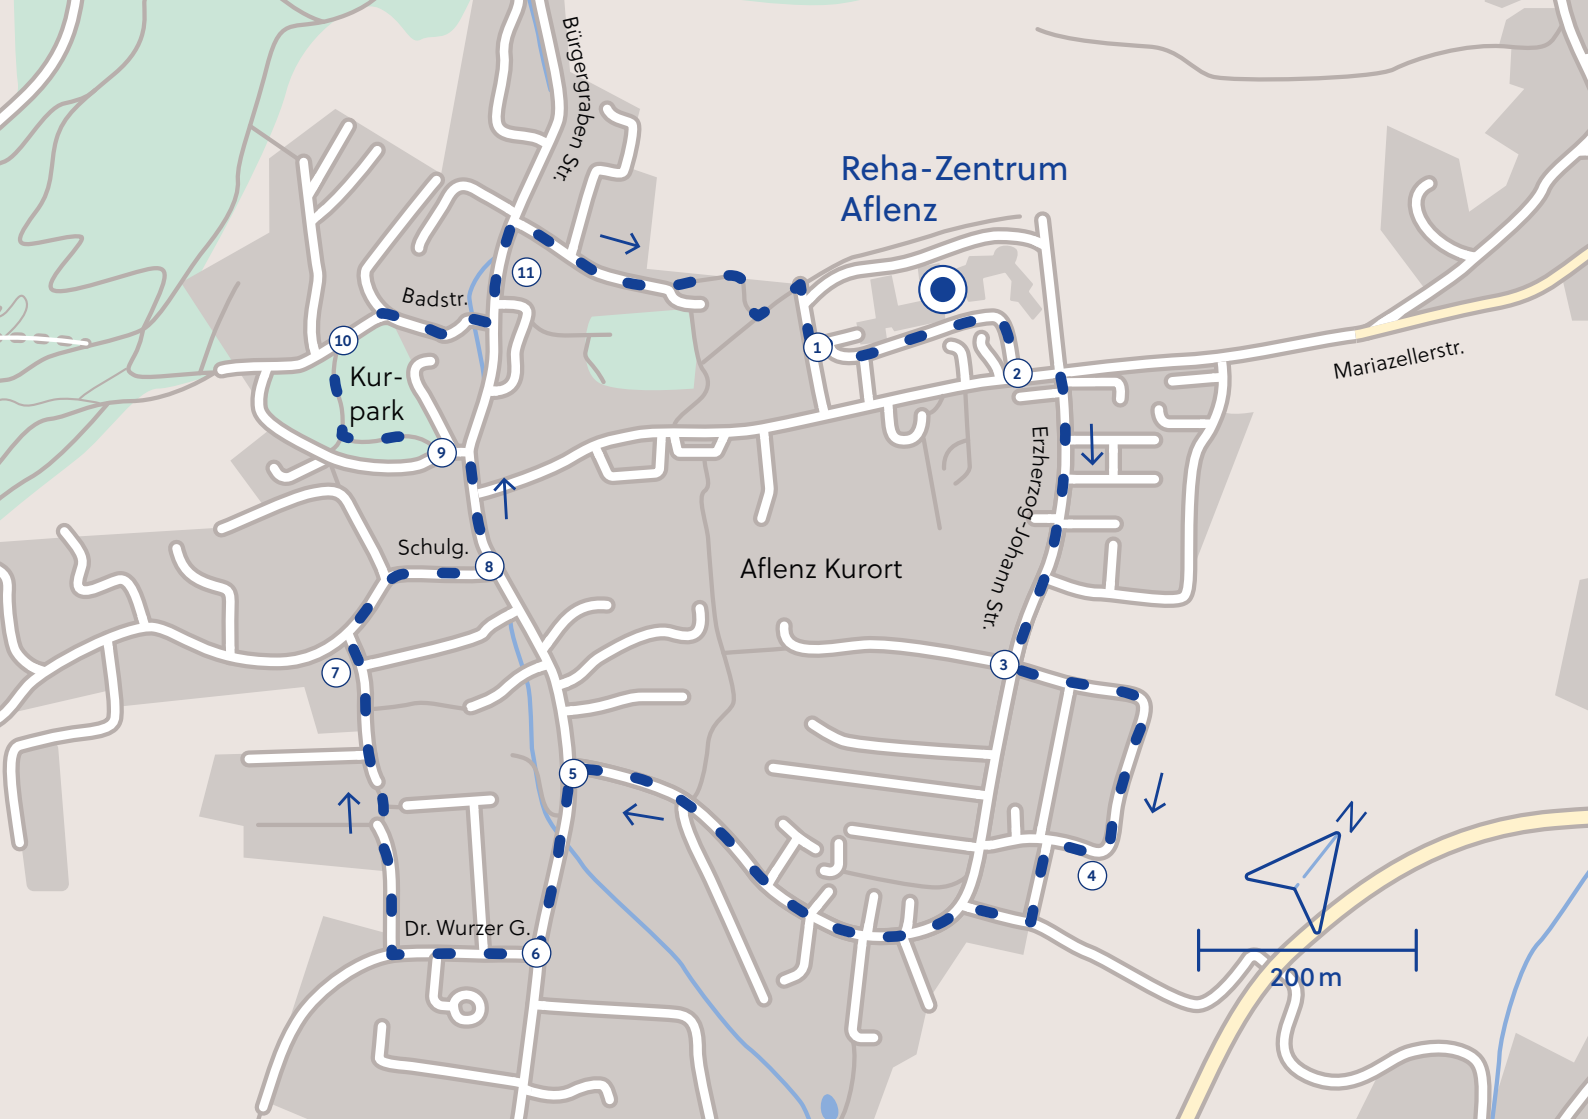 Bürgergraben Str.
Reha-Zentrum
Aflenz
11
Badstr.
10
1
2
Mariazellerstr.
Kur-
park
9
Erzherzog-Johann Str.
Schulg.
8
Aflenz Kurort
3
7
5
N
4
Dr. Wurzer G.
6
200 m